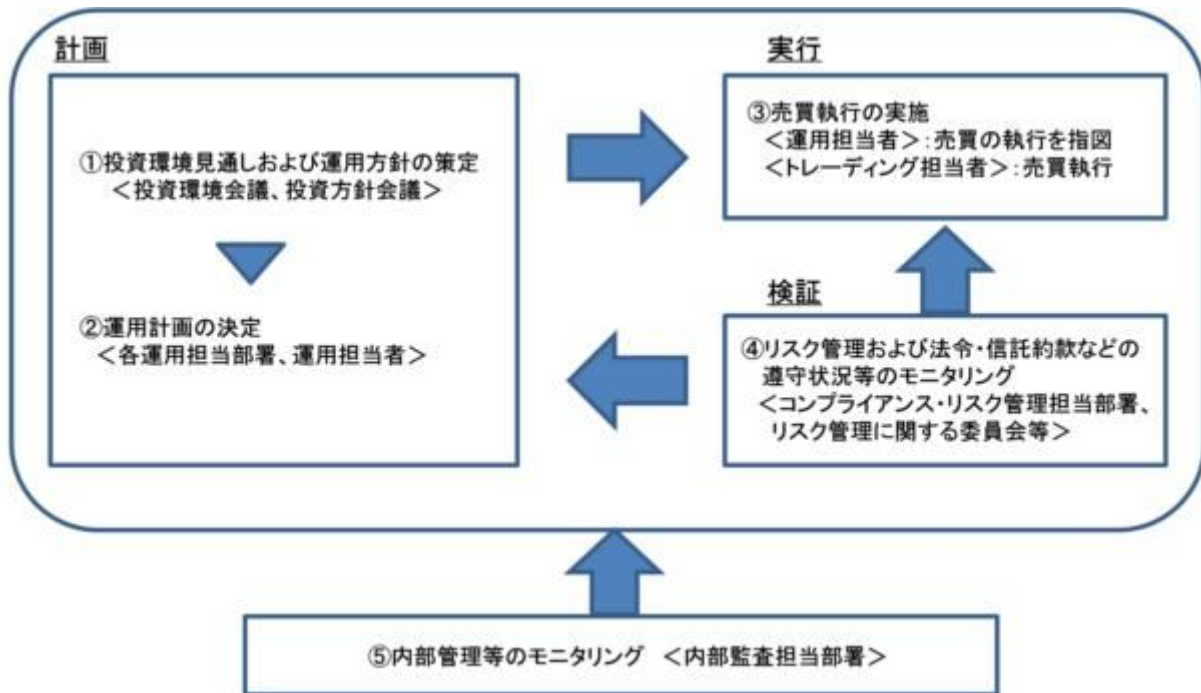 計画
①投資環境見通しおよび運用方針の策定
＜投資環境会議、投資方針会議＞
②運用計画の決定
＜各運用担当部署、運用担当者＞
実行
③売買執行の実施
＜運用担当者＞：売買の執行を指図
＜トレーディング担当者＞：売買執行
検証
④リスク管理および法令・信託約款などの
遵守状況等のモニタリング
＜コンプライアンス・リスク管理担当部署、
リスク管理に関する委員会等＞
⑤内部管理等のモニタリング ＜内部監査担当部署＞